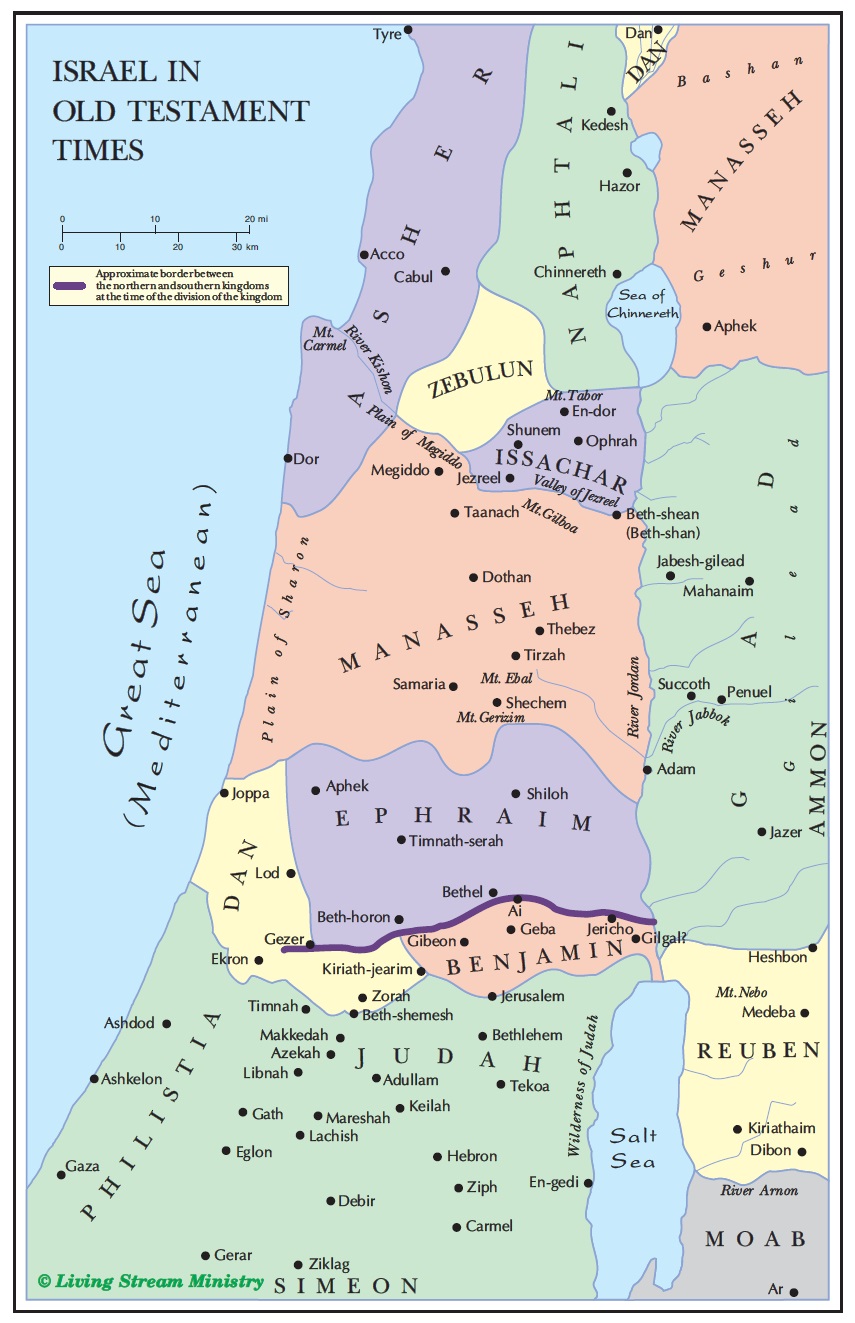 ISRAEL IN
OLD TESTAMENT
TIMES
0 10 20 mi
0 10 20 30 km
Approximate border between
the northern and southern kingdoms
at the time of the division of the kingdom
Tyre
Dan
DAN
Bashan
MANASSEH
NAPHTALI
ASHER
Kedesh
Hazor
Acco
Cabul
Chinnereth
Geshur
Sea of
Chinnereth
Aphek
Mt.
Carmel
River Kishon
ZEBULUN
Mt. Tabor
En-dor
Plain of Megiddo
Shunem
Ophrah
ISSACHAR
Dor
Megiddo
Jezreel
Valley of Jezreel
Taanach
Mt. Gilboa
Beth-shean
(Beth-shan)
GAD
Gilead
Great Sea
(Mediterranean)
Plain of Sharon
Dothan
Jabesh-gilead
Mahanaim
MANASSEH
Thebez
Tirzah
Mt. Ebal
Samaria
Shechem
Mt. Gerizim
River Jordan
Succoth
Penuel
River Jabbok
AMMON
Adam
Joppa
Aphek
Shiloh
EPHRAIM
Jazer
Timnath-serah
DAN
Lod
Bethel
Ai
Beth-horon
Jericho
Geba
Gezer
Gibeon
Gilgal?
BENJAMIN
Heshbon
Ekron
Kiriath-jearim
Zorah
Jerusalem
Mt. Nebo
Timnah
Beth-shemesh
Medeba
Ashdod
Makkedah
Bethlehem
Azekah
JUDAH
REUBEN
Wilderness of Judah
Libnah
Adullam
Ashkelon
Tekoa
PHILISTIA
Keilah
Gath
Mareshah
Lachish
Kiriathaim
Salt
Sea
Eglon
Hebron
Dibon
Gaza
Ziph
En-gedi
River Arnon
Debir
Carmel
MOAB
Gerar
Ziklag
© Living Stream Ministry
SIMEON
Ar